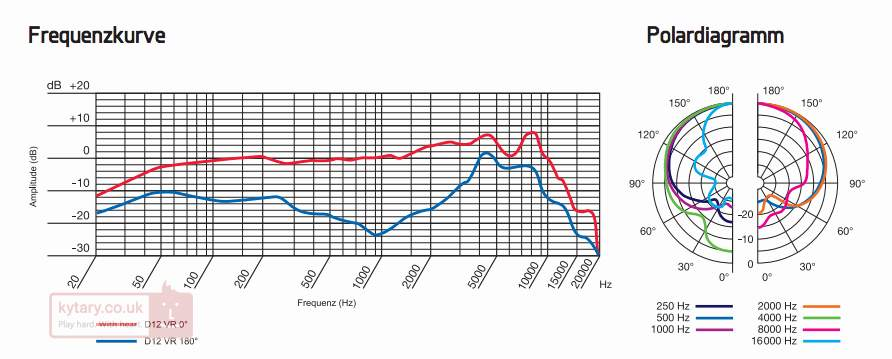 Frequenzkurve
dB
+20
+10
0
-10
-20
-30
Amplitude (dB)
20 50 100 200 500 1000 2000 5000 10000 15000 20000 Hz
Frequenz (Hz)
kytary.co.uk
Play hard.
D12 VR 0°
D12 VR 180°
Polardiagramm
180° 180°
150° 150°
120° 120°
90° 90°
60° 60°
30° 30°
0° 0°
-20
-10
0
250 Hz 2000 Hz
500 Hz 4000 Hz
1000 Hz 8000 Hz
16000 Hz